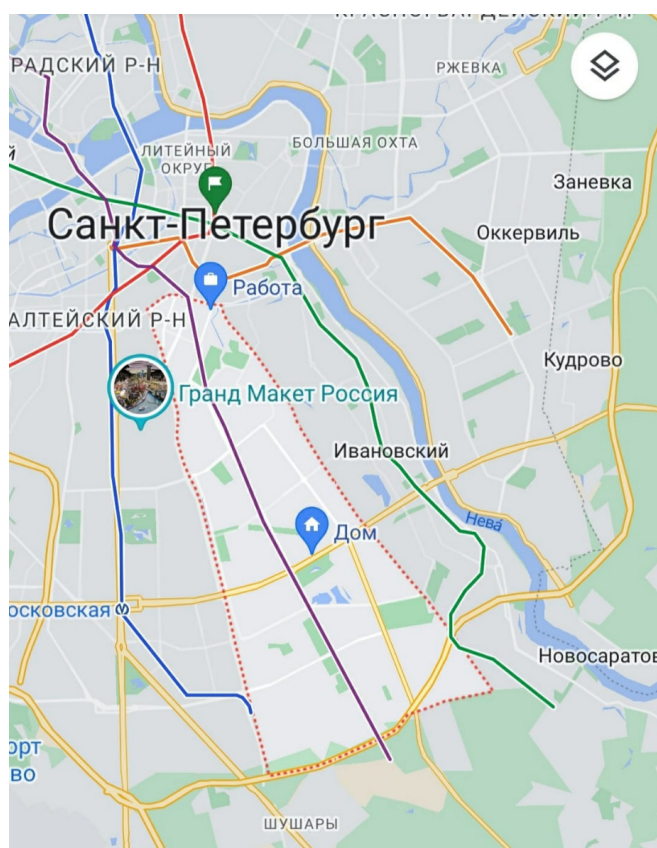 РАДСКИЙ Р-Н
РЖЕВКА
ЛИТЕЙНЫЙ
ОКРУГ
БОЛЬШАЯ ОХТА
Заневка
Санкт-Петербург
Оккервиль
Работа
АЛТЕЙСКИЙ Р-Н
Кудрово
Гранд Макет Россия
Ивановский
Нева
Дом
осковская
Новосаратов
орт
во
ШУШАРЫ